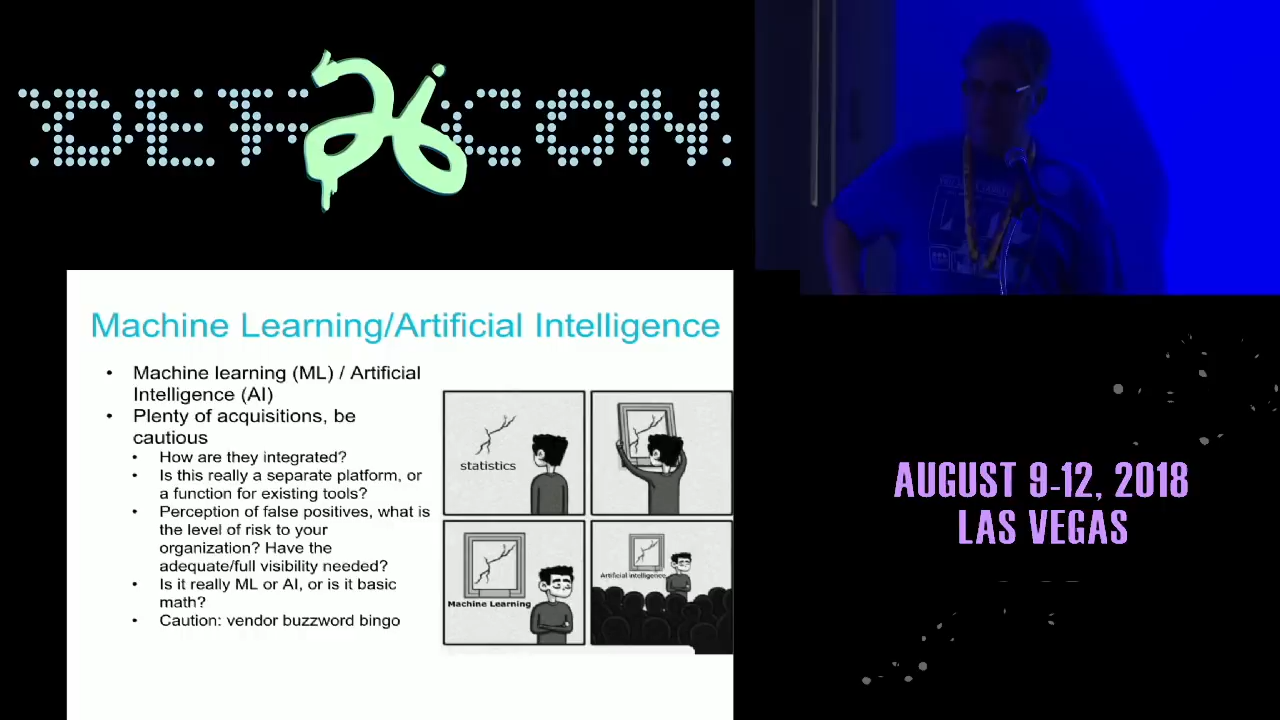 DEF 26 CON
Machine Learning/Artificial Intelligence
• Machine learning (ML) / Artificial
Intelligence (AI)
• Plenty of acquisitions, be
cautious
• How are they integrated?
• Is this really a separate platform, or
a function for existing tools?
• Perception of false positives, what is
the level of risk to your
organization? Have the
adequate/full visibility needed?
• Is it really ML or AI, or is it basic
math?
• Caution: vendor buzzword bingo
statistics
Machine Learning
Artificial Intelligence
AUGUST 9-12, 2018
LAS VEGAS